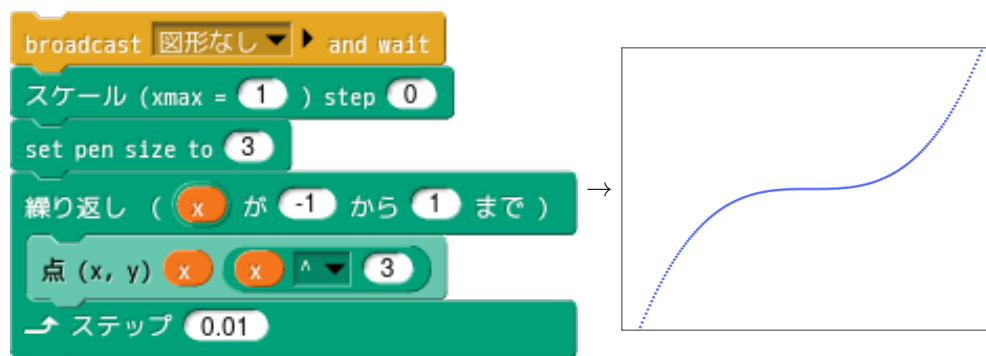 broadcast 図形なし and wait
スケール (xmax = 1 ) step 0
set pen size to 3
繰り返し ( x が -1 から 1 まで )
点 (x, y) x x ^ 3
ステップ 0.01